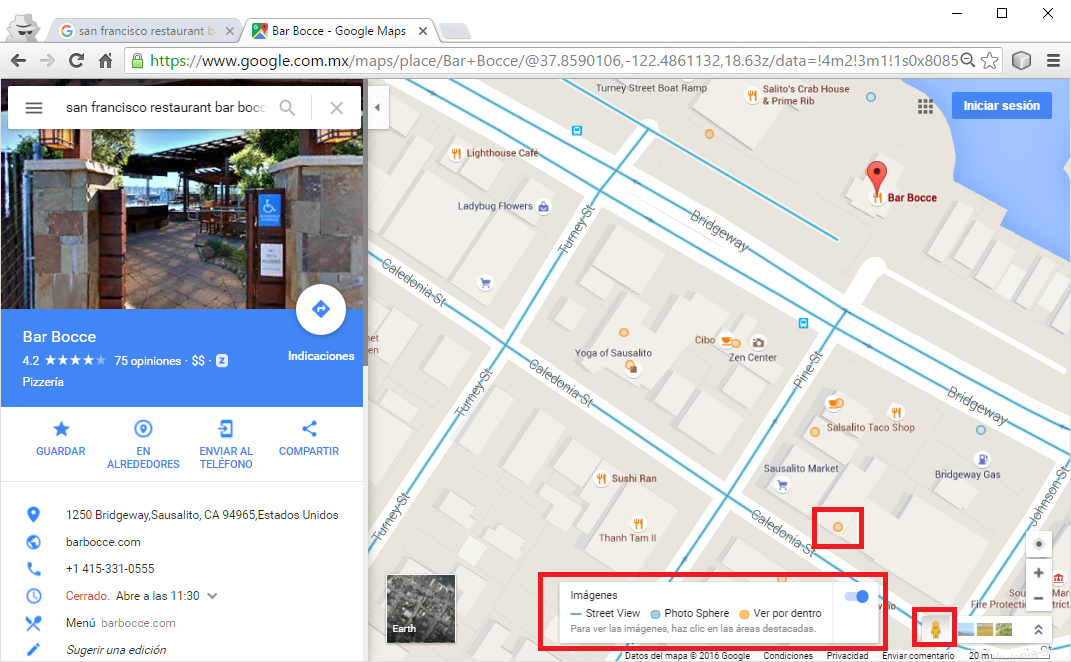 san francisco restaurant b
Bar Bocce - Google Maps
https://www.google.com.mx/maps/place/Bar+Bocce/@37.8590106,-122.4861132,18.63z/data=!4m2!3m1!1s0x8085
san francisco restaurant bar bocc
Iniciar sesión
Turney Street Boat Ramp
Salito's Crab House
& Prime Rib
Lighthouse Café
Ladybug Flowers
Bar Bocce
Bridgeway
Turney St
Caledonia St
Yoga of Sausalito
Cibo
Zen Center
Pine St
Caledonia St
Turney St
Bridgeway
Salsalito Taco Shop
Sausalito Market
Bridgeway Gas
Sushi Ran
Thanh Tam II
Turney St
Caledonia St
Johnson St
Fire Protection District
Bar Bocce
4.2
75 opiniones · $$ · Z
Pizzería
Indicaciones
GUARDAR
EN
ALREDEDORES
ENVIAR AL
TELÉFONO
COMPARTIR
1250 Bridgeway,Sausalito, CA 94965,Estados Unidos
barbocce.com
+1 415-331-0555
Cerrado. Abre a las 11:30
Menú barbocce.com
Sugerir una edición
Earth
Imágenes
Street View
Photo Sphere
Ver por dentro
Para ver las imágenes, haz clic en las áreas destacadas.
Datos del mapa © 2016 Google
Condiciones
Privacidad
Enviar comentario
20 m